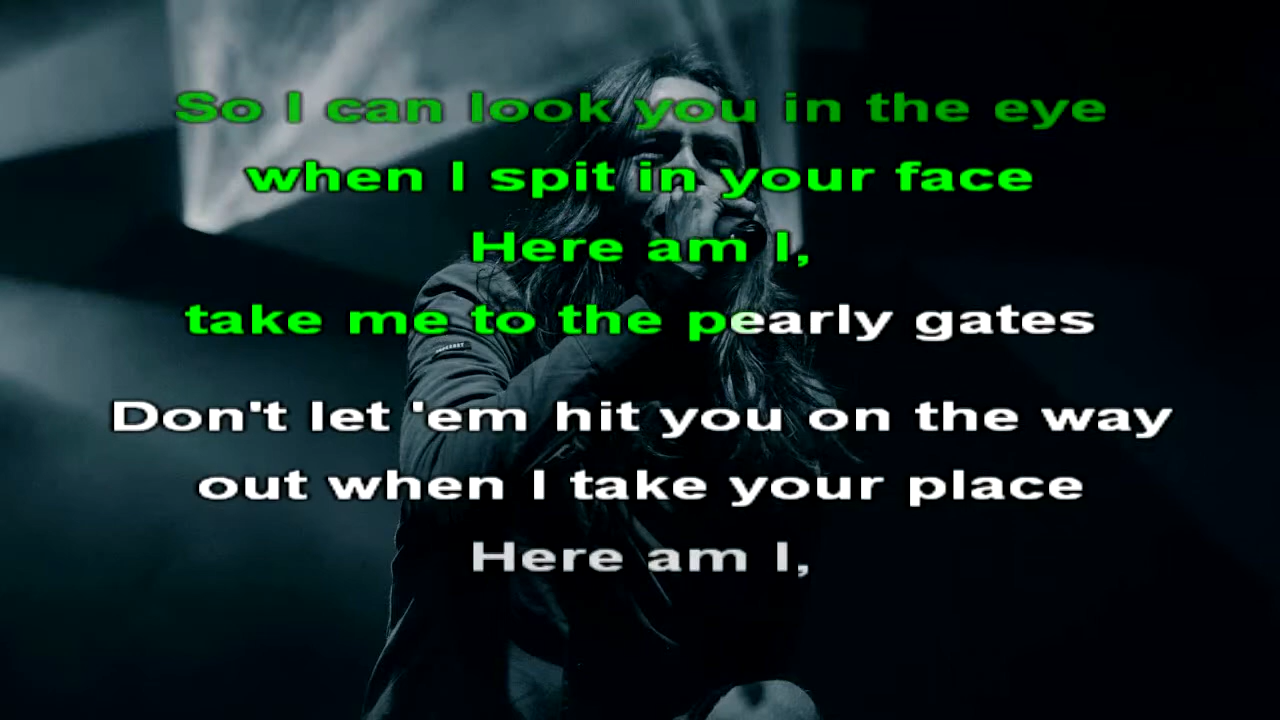 So I can look you in the eye
when I spit in your face
Here am I,
take me to the pearly gates
Don't let 'em hit you on the way
out when I take your place
Here am I,